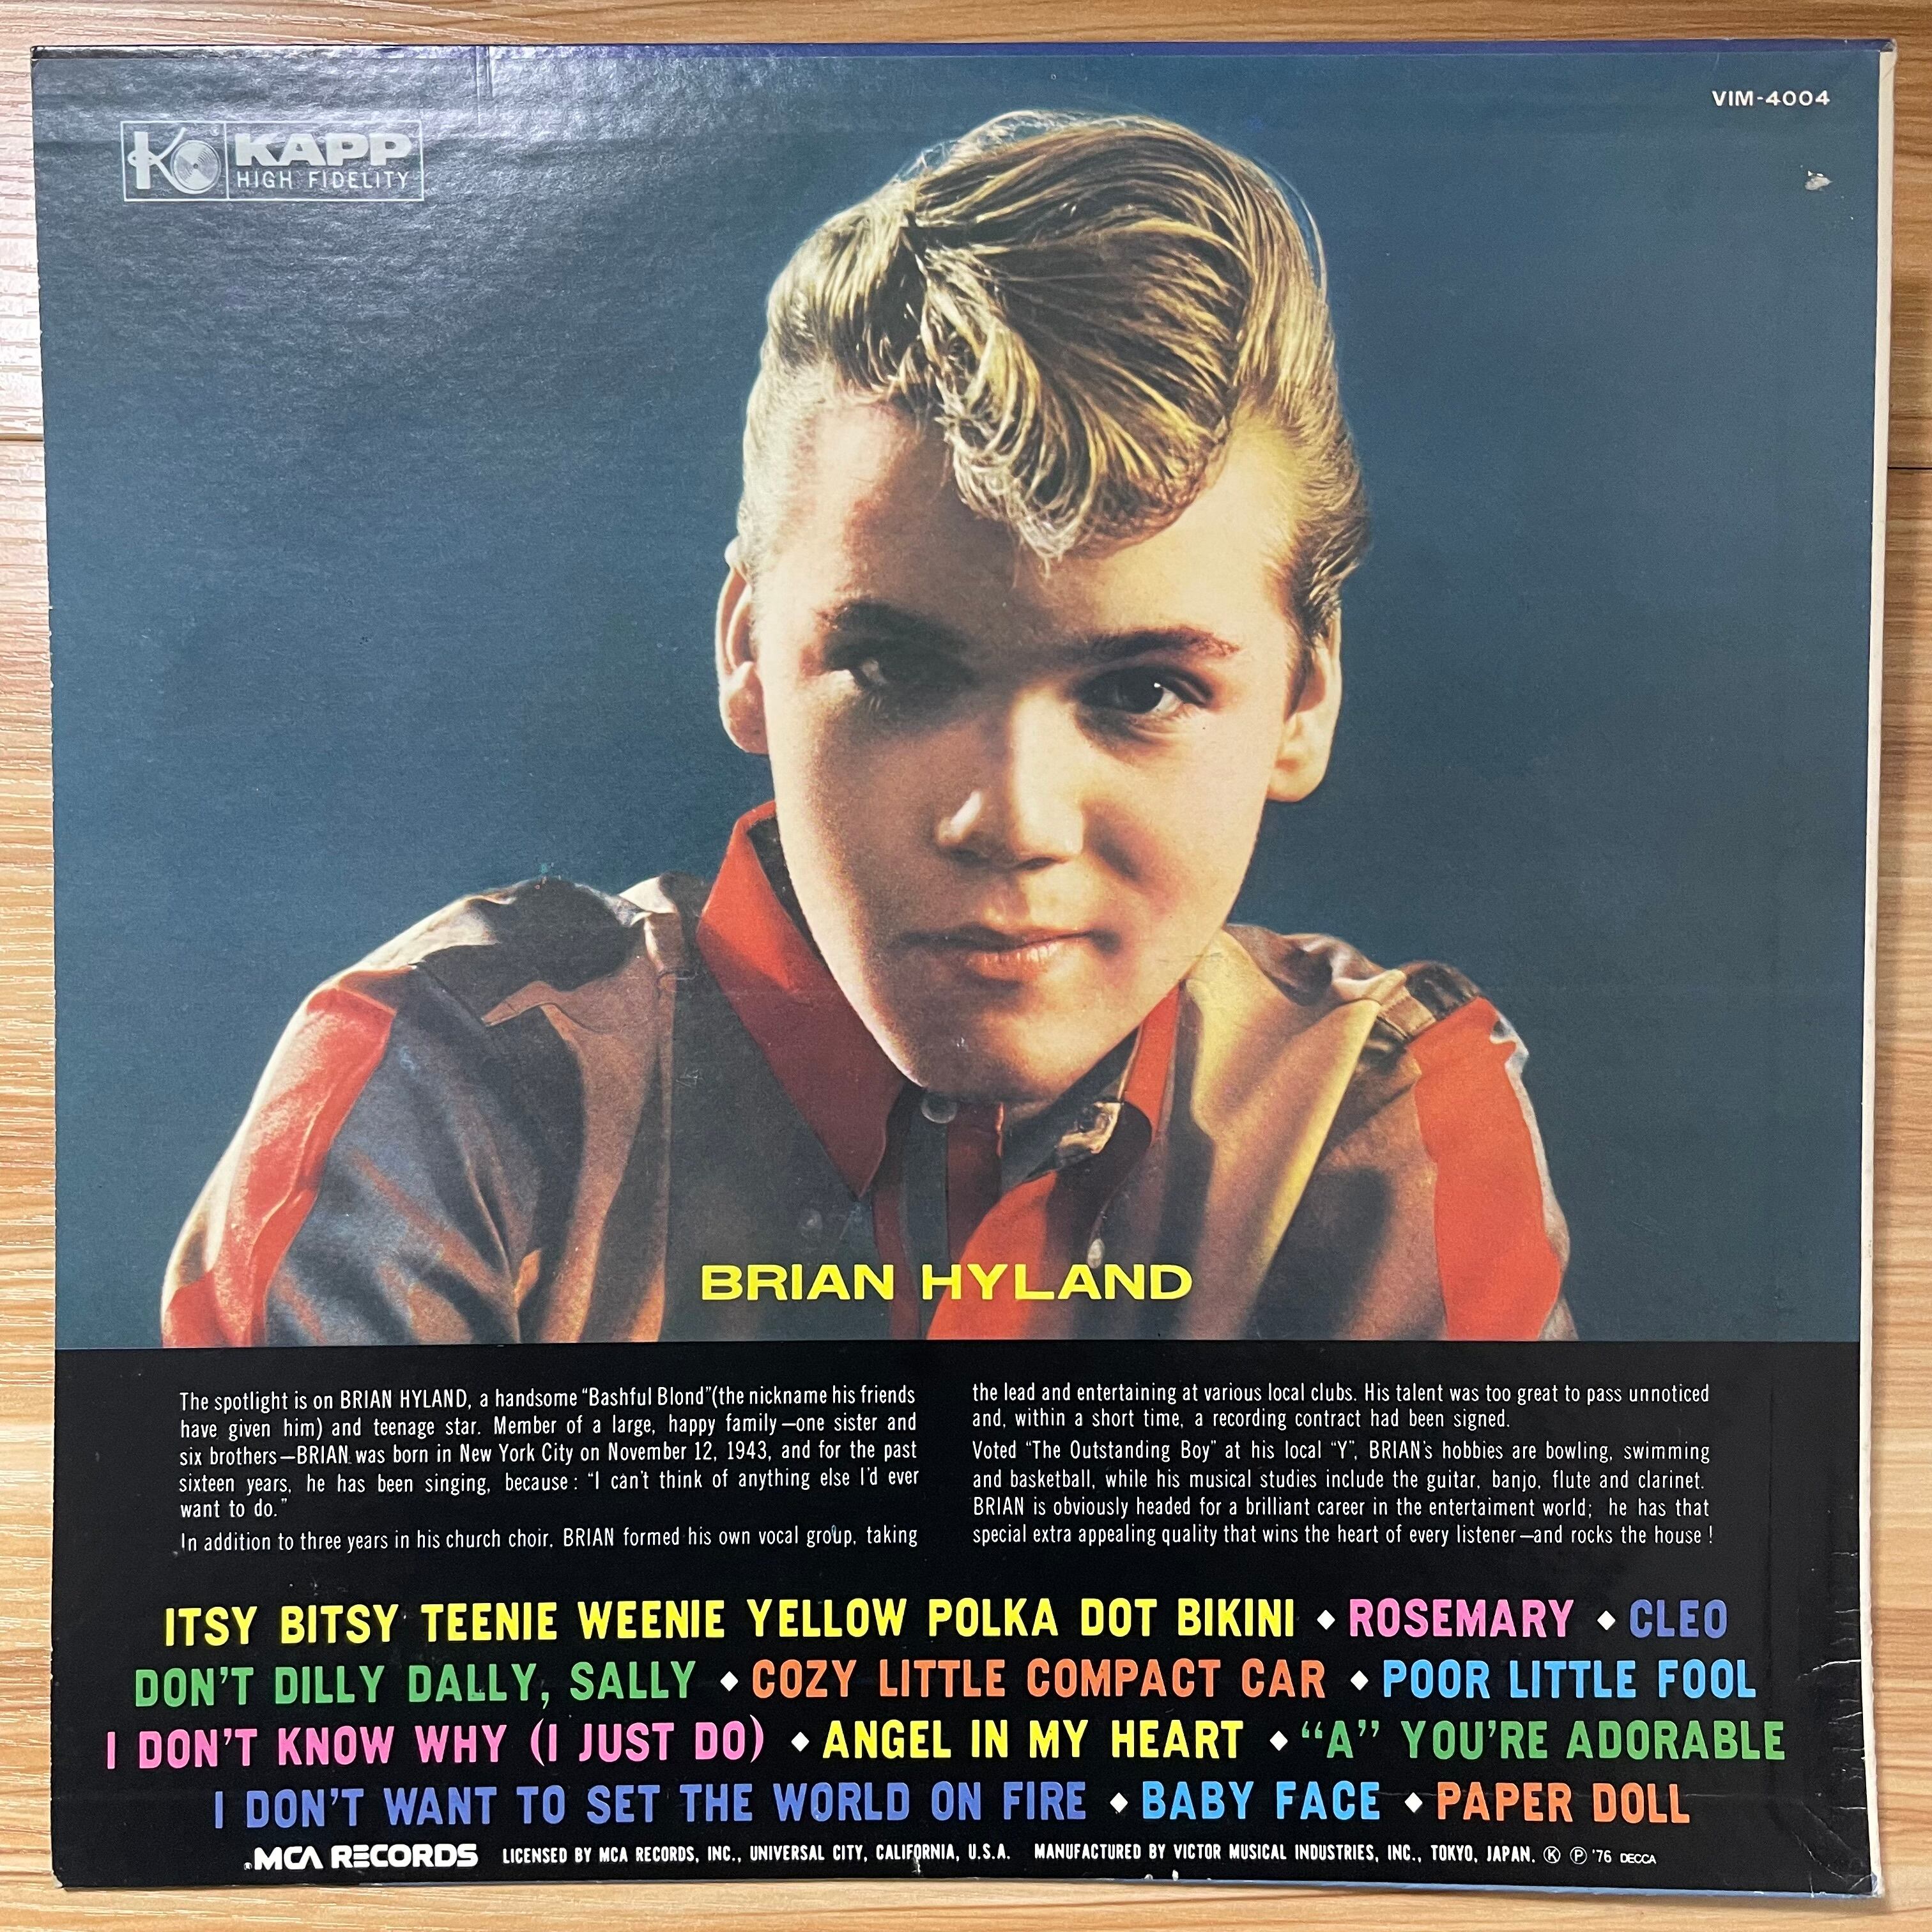 VIM-4004
KAPP
HIGH FIDELITY
BRIAN HYLAND
The spotlight is on BRIAN HYLAND, a handsome “Bashful Blond”(the nickname his friends
have given him) and teenage star. Member of a large, happy family—one sister and
six brothers—BRIAN was born in New York City on November 12, 1943, and for the past
sixteen years, he has been singing, because: “I can't think of anything else I'd ever
want to do.”
In addition to three years in his church choir, BRIAN formed his own vocal group, taking
the lead and entertaining at various local clubs. His talent was too great to pass unnoticed
and, within a short time, a recording contract had been signed.
Voted “The Outstanding Boy” at his local “Y”, BRIAN's hobbies are bowling, swimming
and basketball, while his musical studies include the guitar, banjo, flute and clarinet.
BRIAN is obviously headed for a brilliant career in the entertaiment world; he has that
special extra appealing quality that wins the heart of every listener—and rocks the house!
ITSY BITSY TEENIE WEENIE YELLOW POLKA DOT BIKINI ◆ ROSEMARY ◆ CLEO
DON'T DILLY DALLY, SALLY ◆ COZY LITTLE COMPACT CAR ◆ POOR LITTLE FOOL
I DON'T KNOW WHY (I JUST DO) ◆ ANGEL IN MY HEART ◆ “A” YOU'RE ADORABLE
I DON'T WANT TO SET THE WORLD ON FIRE ◆ BABY FACE ◆ PAPER DOLL
MCA RECORDS LICENSED BY MCA RECORDS, INC., UNIVERSAL CITY, CALIFORNIA, U.S.A. MANUFACTURED BY VICTOR MUSICAL INDUSTRIES, INC., TOKYO, JAPAN. Ⓚ Ⓟ '76 DECCA